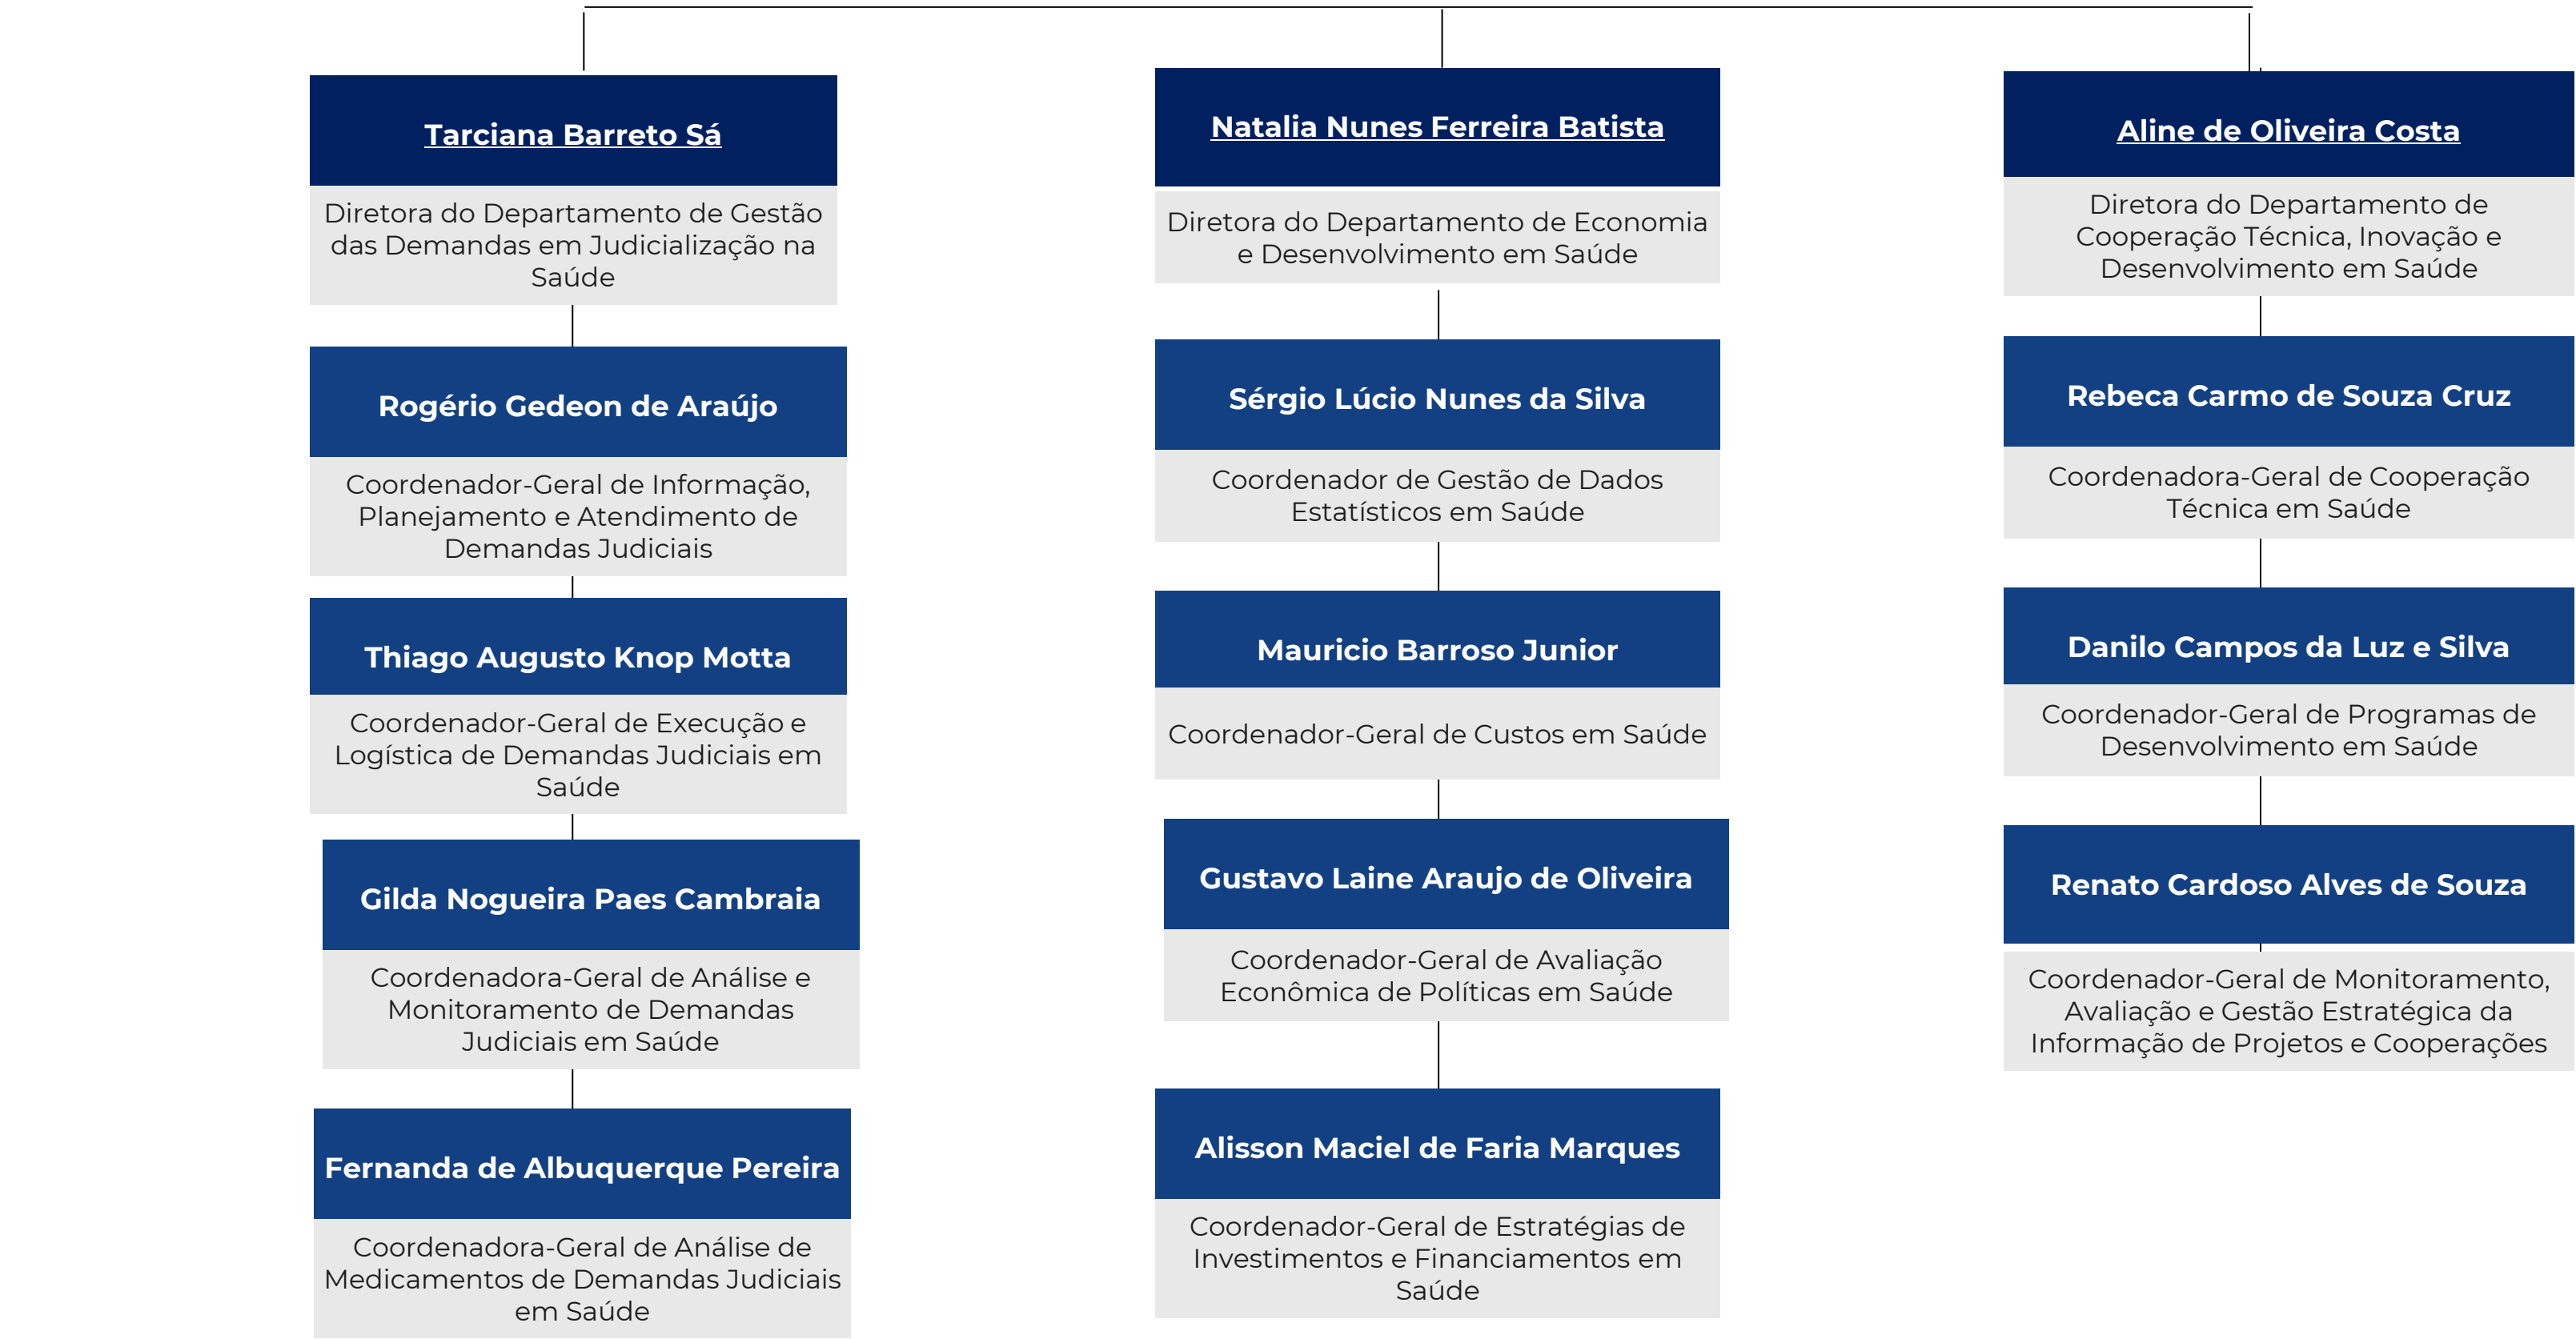 Tarciana Barreto Sá
Diretora do Departamento de Gestão
das Demandas em Judicialização na
Saúde
Rogério Gedeon de Araújo
Coordenador-Geral de Informação,
Planejamento e Atendimento de
Demandas Judiciais
Thiago Augusto Knop Motta
Coordenador-Geral de Execução e
Logística de Demandas Judiciais em
Saúde
Gilda Nogueira Paes Cambraia
Coordenadora-Geral de Análise e
Monitoramento de Demandas
Judiciais em Saúde
Fernanda de Albuquerque Pereira
Coordenadora-Geral de Análise de
Medicamentos de Demandas Judiciais
em Saúde
Natalia Nunes Ferreira Batista
Diretora do Departamento de Economia
e Desenvolvimento em Saúde
Sérgio Lúcio Nunes da Silva
Coordenador de Gestão de Dados
Estatísticos em Saúde
Mauricio Barroso Junior
Coordenador-Geral de Custos em Saúde
Gustavo Laine Araujo de Oliveira
Coordenador-Geral de Avaliação
Econômica de Políticas em Saúde
Alisson Maciel de Faria Marques
Coordenador-Geral de Estratégias de
Investimentos e Financiamentos em
Saúde
Aline de Oliveira Costa
Diretora do Departamento de
Cooperação Técnica, Inovação e
Desenvolvimento em Saúde
Rebeca Carmo de Souza Cruz
Coordenadora-Geral de Cooperação
Técnica em Saúde
Danilo Campos da Luz e Silva
Coordenador-Geral de Programas de
Desenvolvimento em Saúde
Renato Cardoso Alves de Souza
Coordenador-Geral de Monitoramento,
Avaliação e Gestão Estratégica da
Informação de Projetos e Cooperações